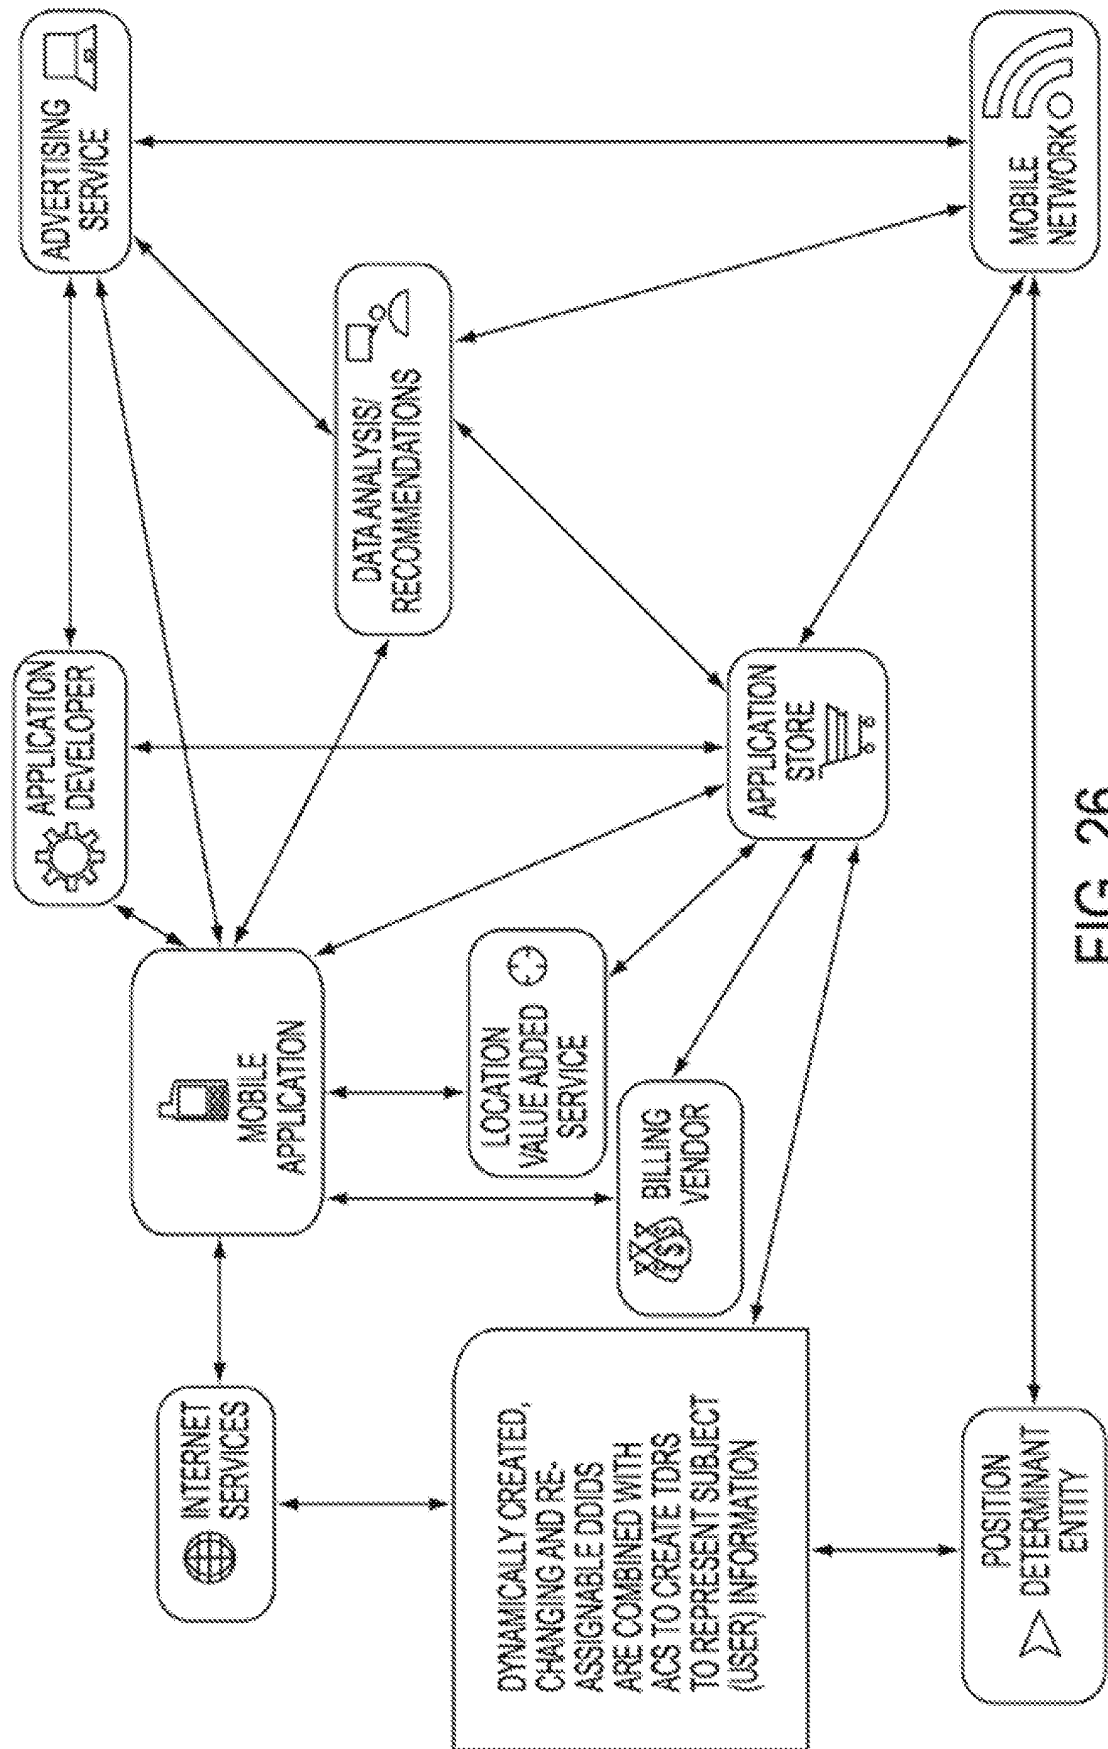 INTERNET
SERVICES
MOBILE
APPLICATION
APPLICATION
DEVELOPER
ADVERTISING
SERVICE
DATA ANALYSIS/
RECOMMENDATIONS
DYNAMICALLY CREATED,
CHANGING AND RE-
ASSIGNABLE DDIDS
ARE COMBINED WITH
ACS TO CREATE TDRS
TO REPRESENT SUBJECT
(USER) INFORMATION
LOCATION
VALUE ADDED
SERVICE
BILLING
VENDOR
APPLICATION
STORE
POSITION
DETERMINANT
ENTITY
MOBILE
NETWORK
FIG. 26